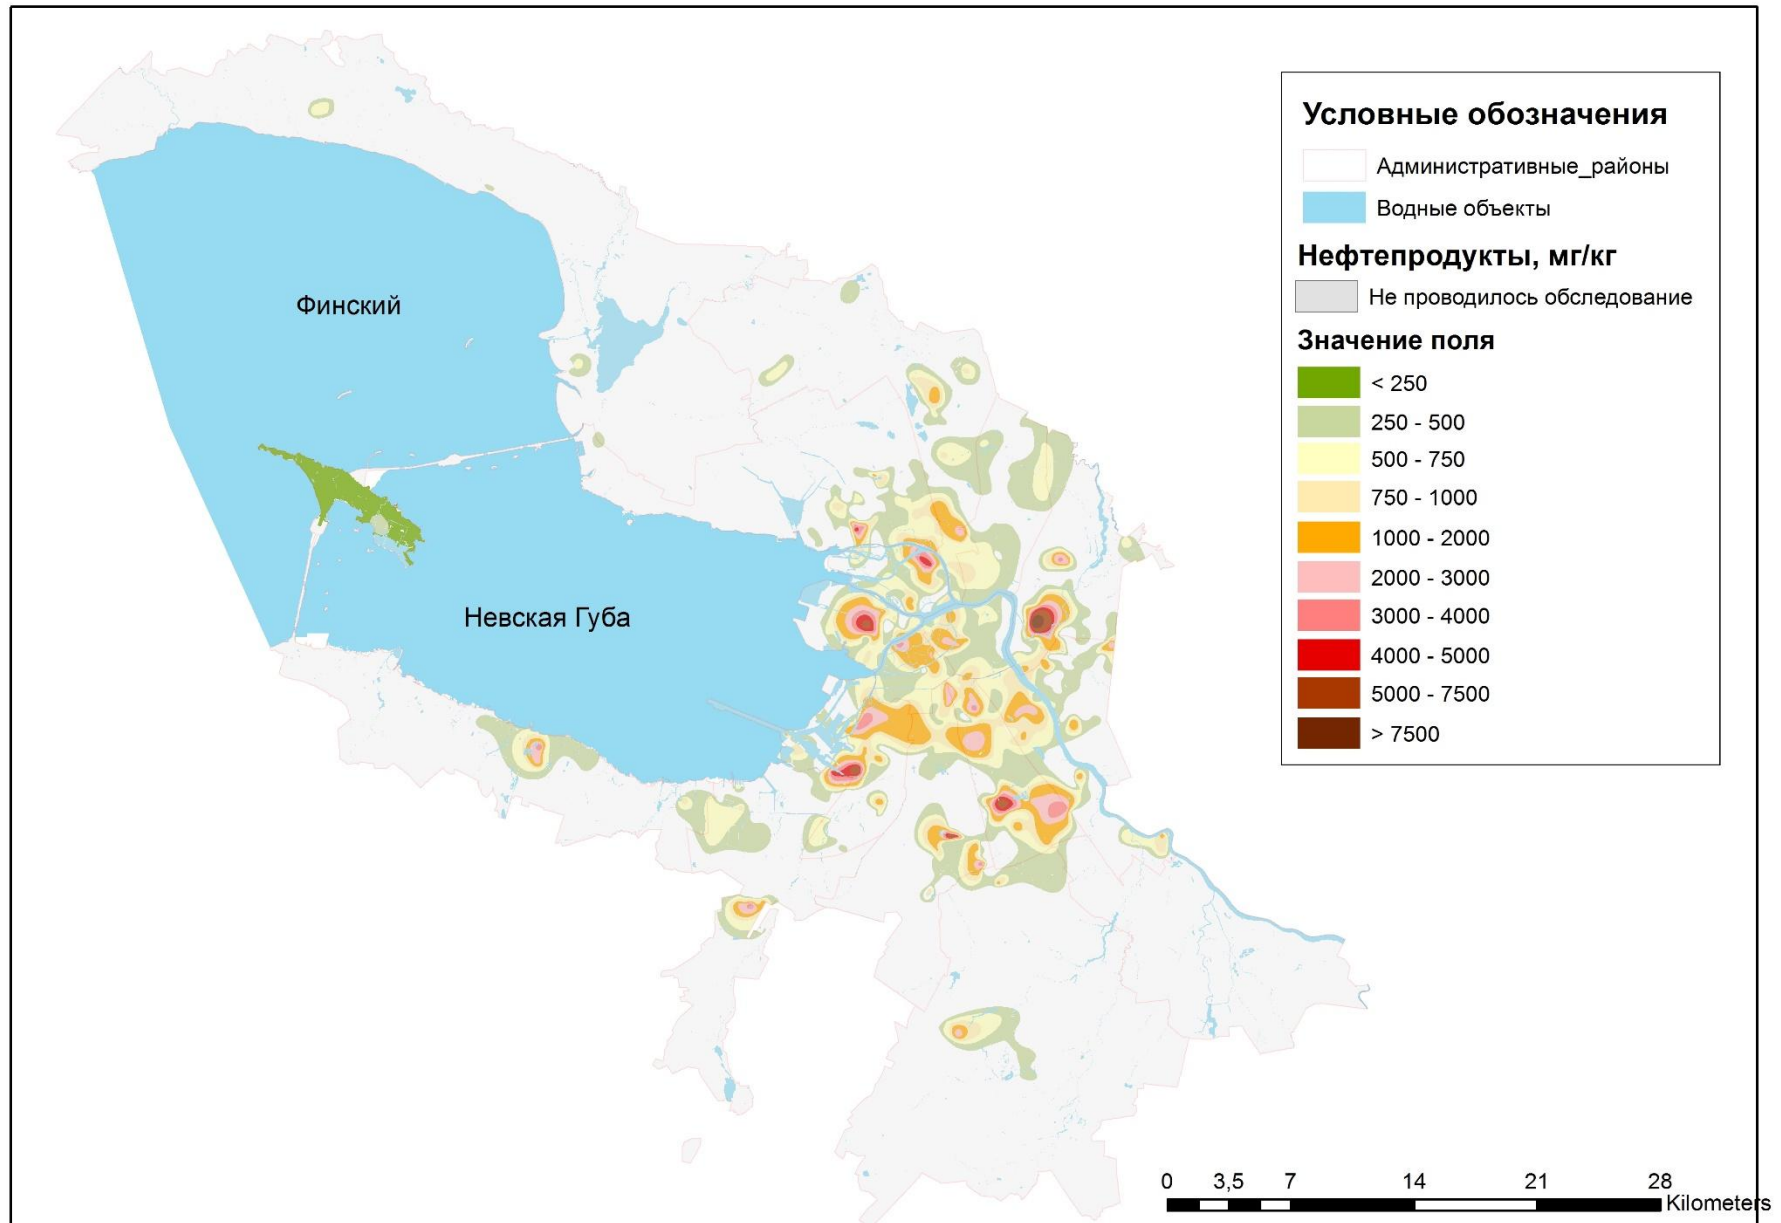 Финский
Невская Губа
Условные обозначения
Административные_районы
Водные объекты
Нефтепродукты, мг/кг
Не проводилось обследование
Значение поля
< 250
250 - 500
500 - 750
750 - 1000
1000 - 2000
2000 - 3000
3000 - 4000
4000 - 5000
5000 - 7500
> 7500
0 3,5 7 14 21 28
Kilometers